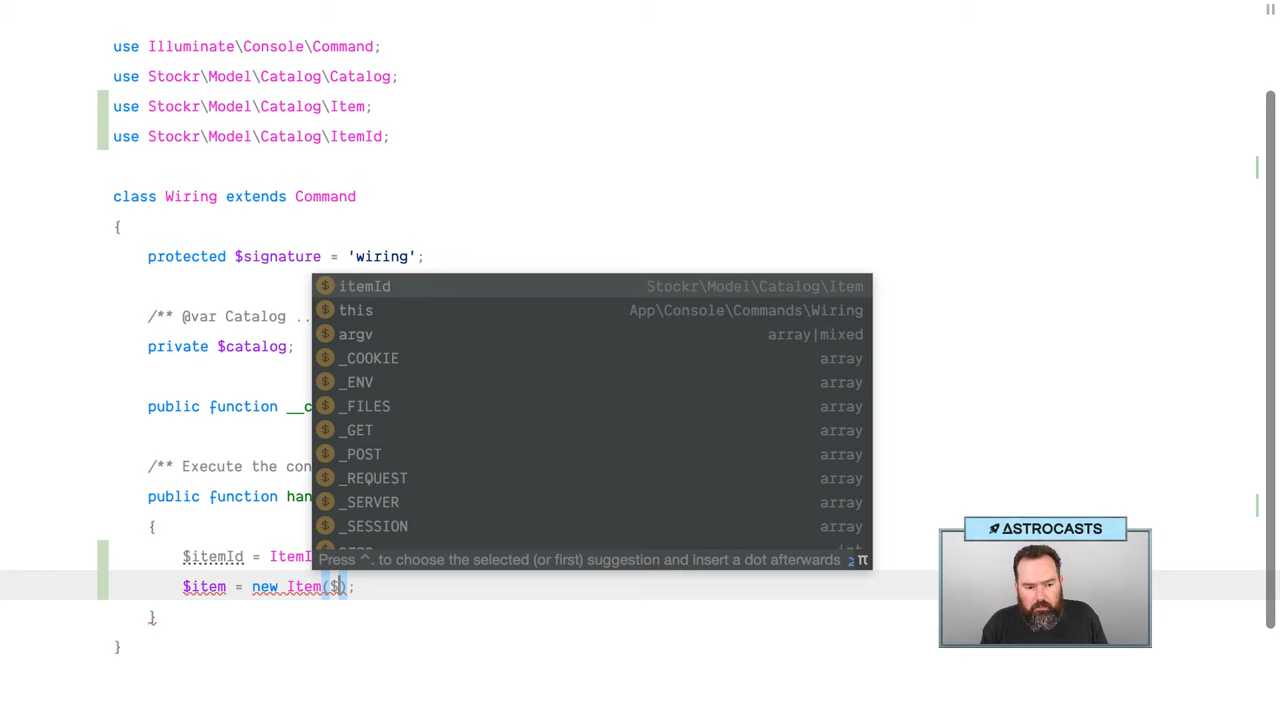 use Illuminate\Console\Command;
use Stockr\Model\Catalog\Catalog;
use Stockr\Model\Catalog\Item;
use Stockr\Model\Catalog\ItemId;
class Wiring extends Command
{
protected $signature = 'wiring';
$ itemId Stockr\Model\Catalog\Item
$ this App\Console\Commands\Wiring
/** @var Catalog ..
$ argv array|mixed
private $catalog;
$ _COOKIE array
$ _ENV array
public function __c
$ _FILES array
$ _GET array
$ _POST array
/** Execute the con
$ _REQUEST array
public function han
$ _SERVER array
{
$ _SESSION array
$itemId = ItemI
Press ^. to choose the selected (or first) suggestion and insert a dot afterwards ≥ π
$item = new Item($);
}
}
ASTROCASTS